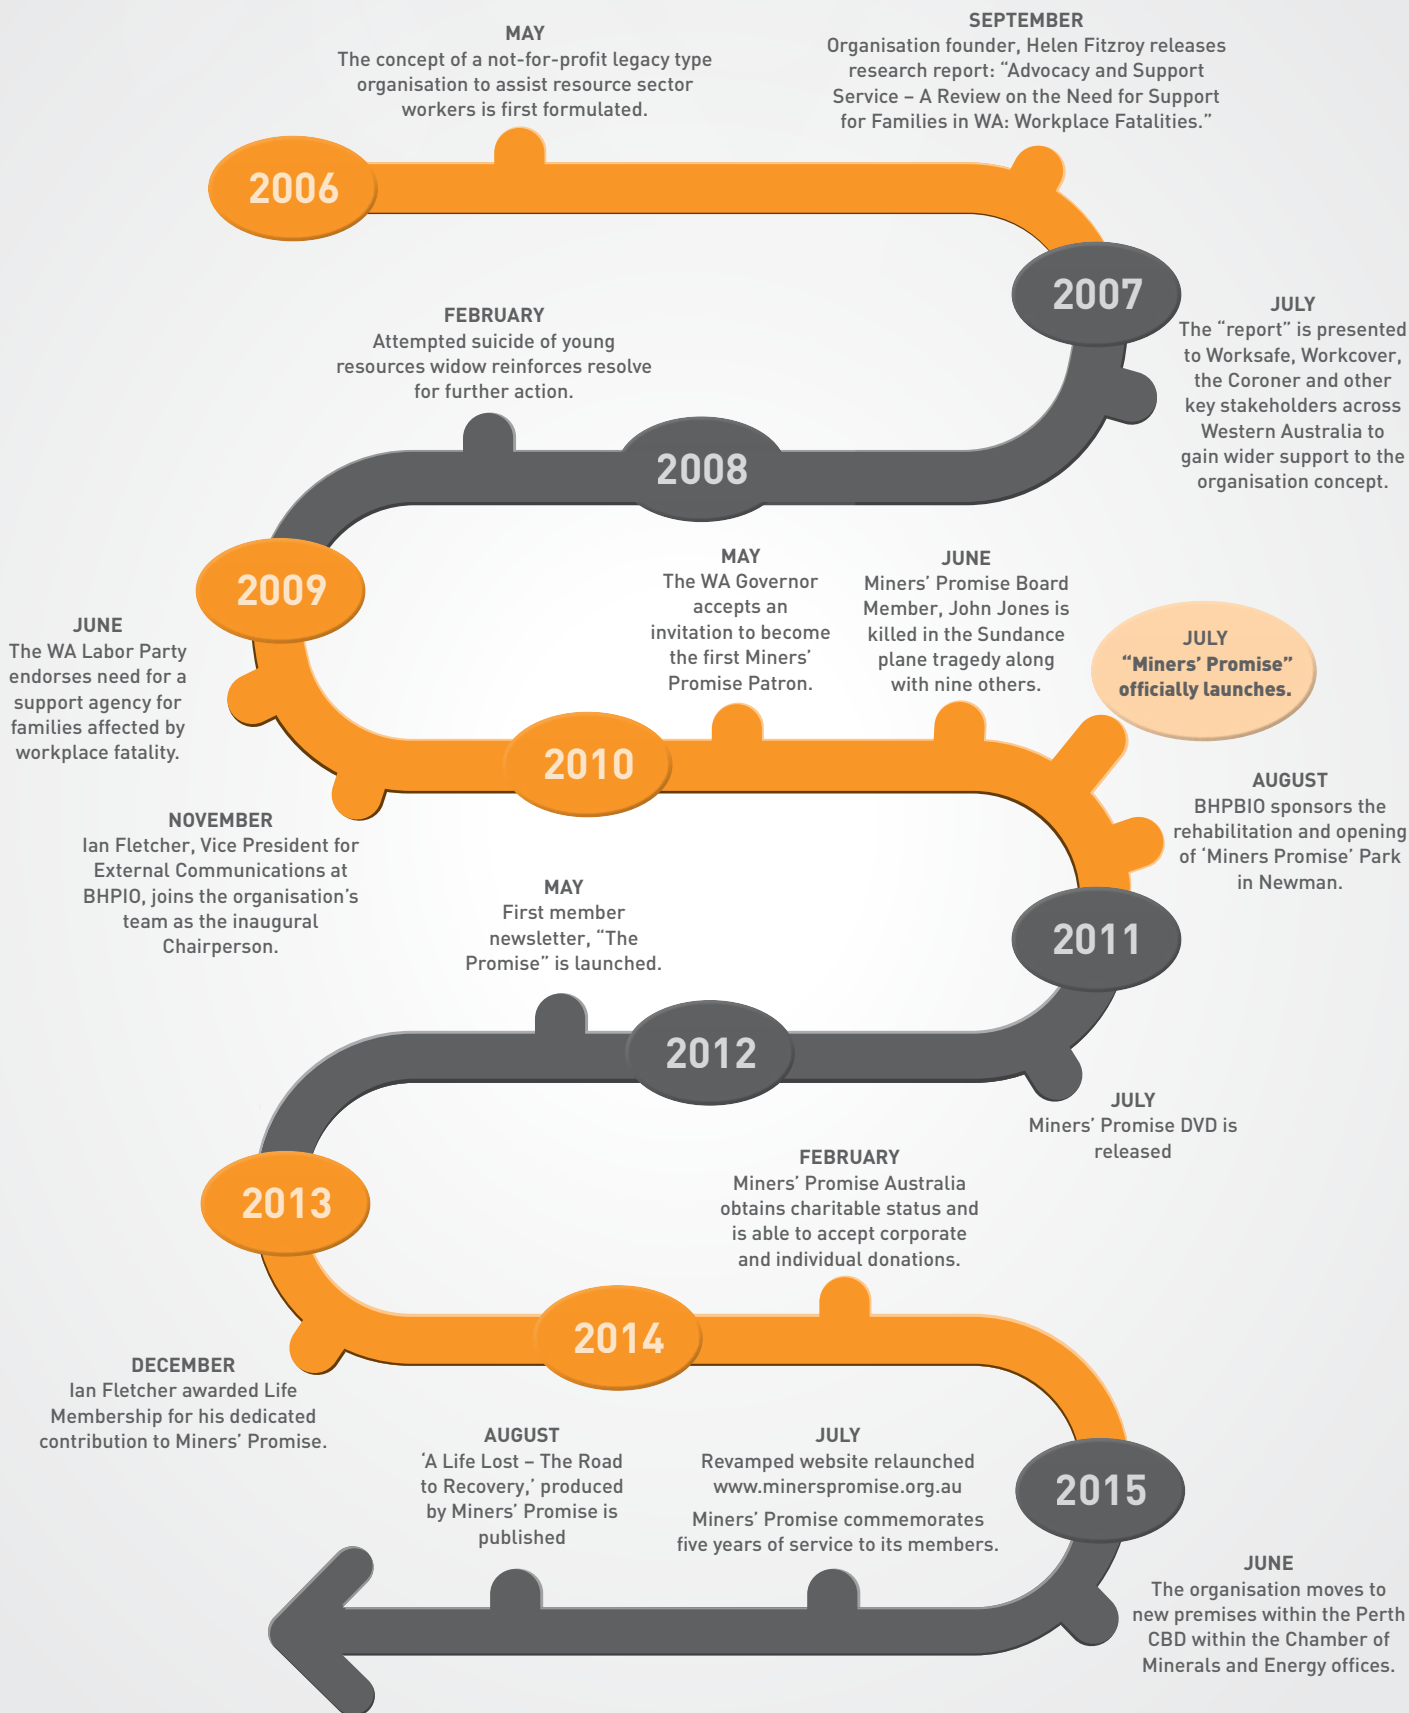 MAY
The concept of a not-for-profit legacy type
organisation to assist resource sector
workers is first formulated.
SEPTEMBER
Organisation founder, Helen Fitzroy releases
research report: “Advocacy and Support
Service – A Review on the Need for Support
for Families in WA: Workplace Fatalities.”
2006
2007
JULY
The “report” is presented
to Worksafe, Workcover,
the Coroner and other
key stakeholders across
Western Australia to
gain wider support to the
organisation concept.
FEBRUARY
Attempted suicide of young
resources widow reinforces resolve
for further action.
2008
2009
JUNE
The WA Labor Party
endorses need for a
support agency for
families affected by
workplace fatality.
NOVEMBER
Ian Fletcher, Vice President for
External Communications at
BHPIO, joins the organisation’s
team as the inaugural
Chairperson.
2010
MAY
The WA Governor
accepts an
invitation to become
the first Miners’
Promise Patron.
JUNE
Miners’ Promise Board
Member, John Jones is
killed in the Sundance
plane tragedy along
with nine others.
JULY
“Miners’ Promise”
officially launches.
AUGUST
BHPBIO sponsors the
rehabilitation and opening
of ‘Miners Promise’ Park
in Newman.
2011
JULY
Miners’ Promise DVD is
released
2012
MAY
First member
newsletter, “The
Promise” is launched.
2013
DECEMBER
Ian Fletcher awarded Life
Membership for his dedicated
contribution to Miners’ Promise.
2014
FEBRUARY
Miners’ Promise Australia
obtains charitable status and
is able to accept corporate
and individual donations.
2015
JUNE
The organisation moves to
new premises within the Perth
CBD within the Chamber of
Minerals and Energy offices.
JULY
Revamped website relaunched
www.minerspromise.org.au
Miners’ Promise commemorates
five years of service to its members.
AUGUST
‘A Life Lost – The Road
to Recovery,’ produced
by Miners’ Promise is
published